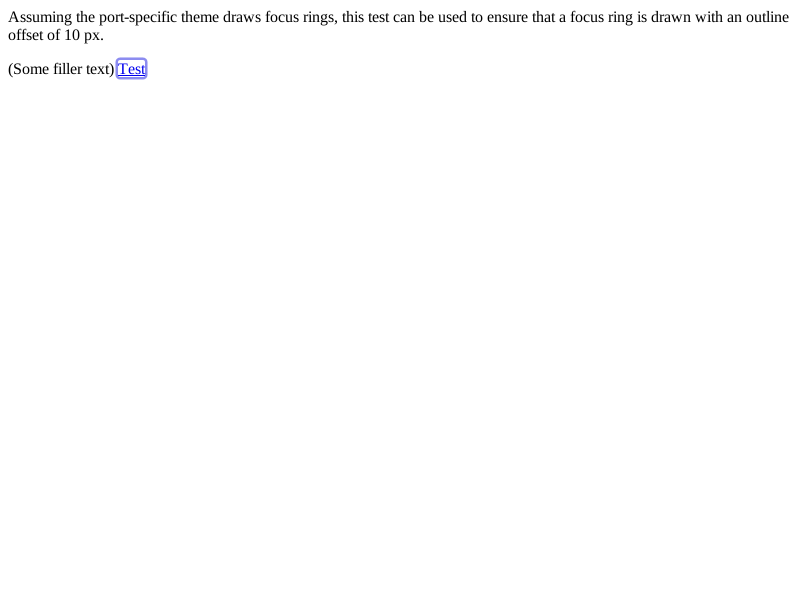 Assuming the port-specific theme draws focus rings, this test can be used to ensure that a focus ring is drawn with an outline
offset of 10 px.
(Some filler text) Test